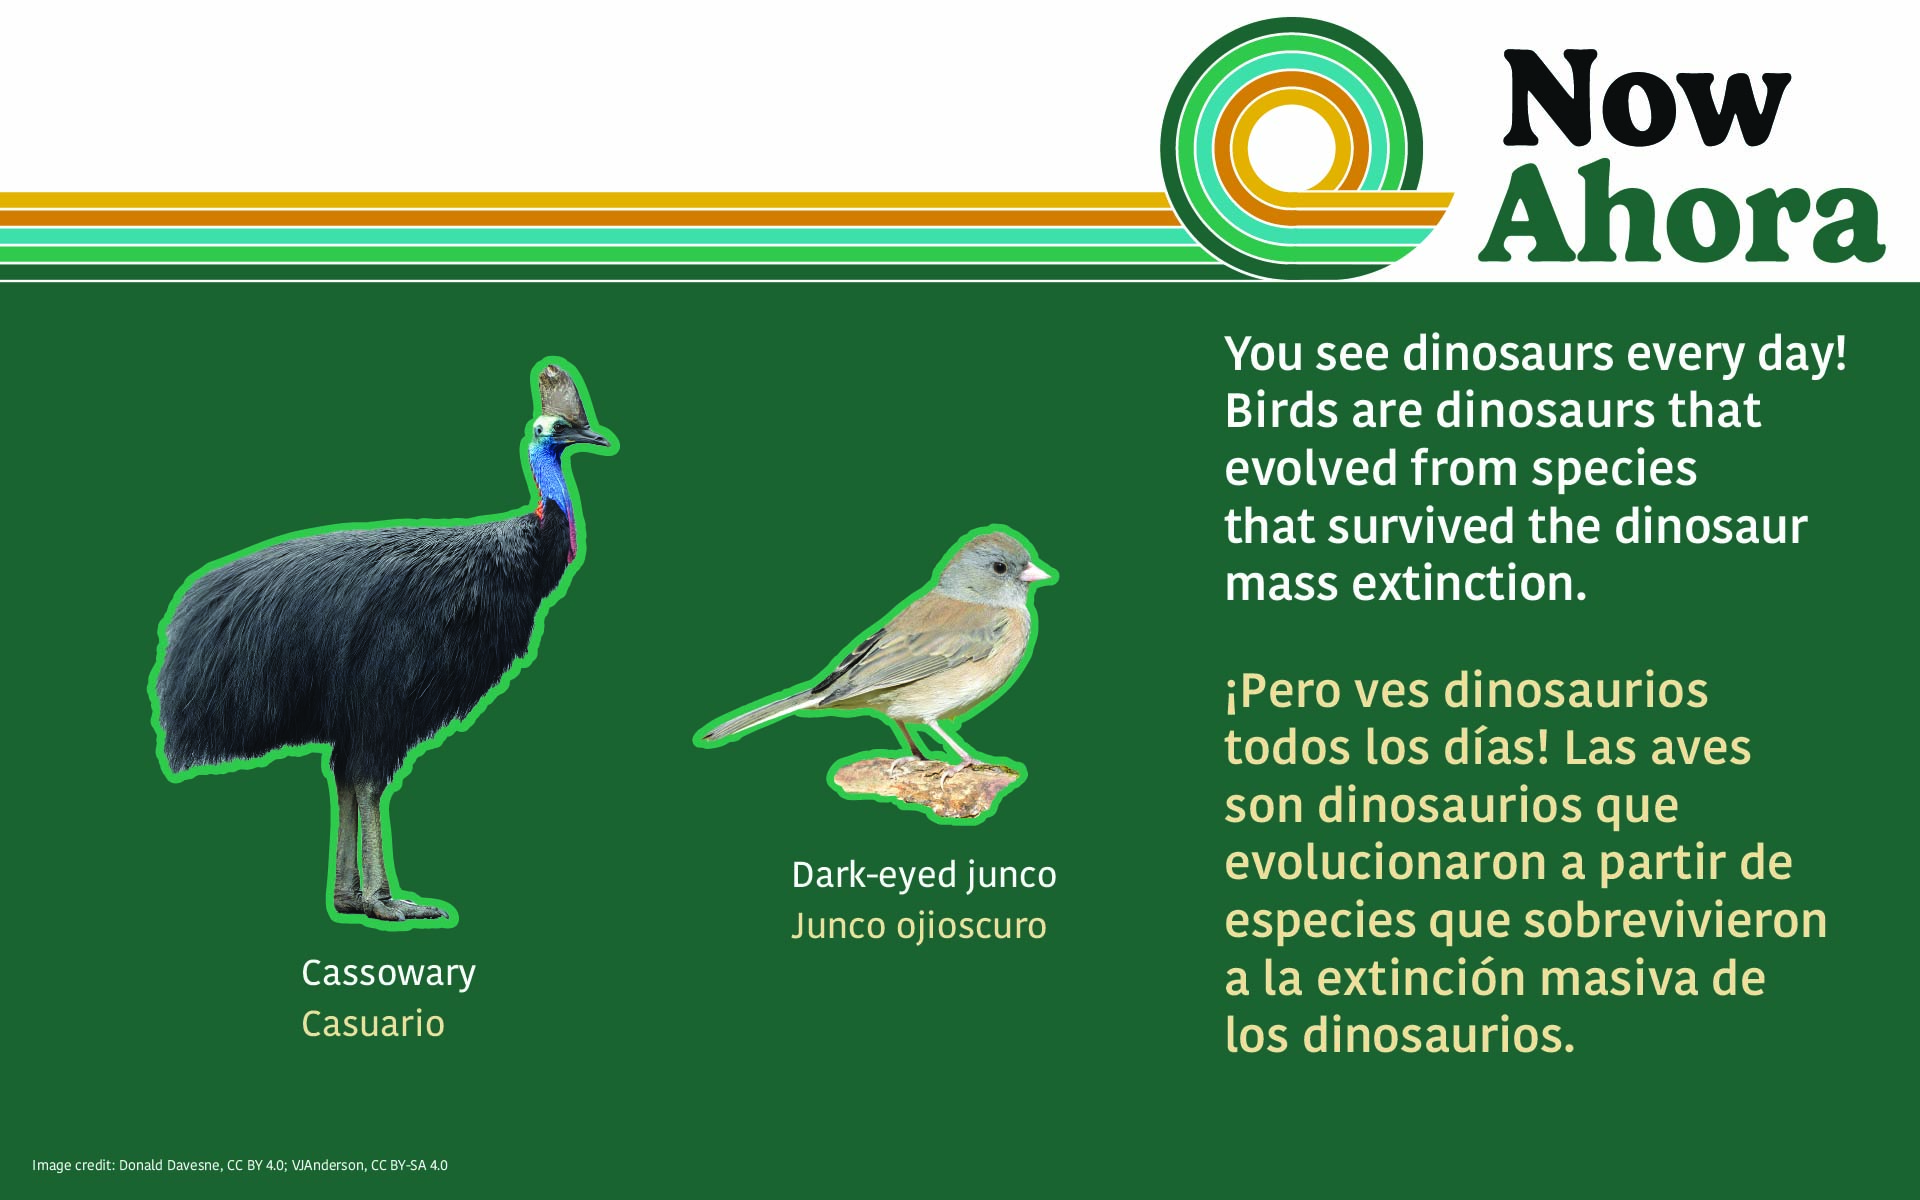 Now
Ahora
You see dinosaurs every day!
Birds are dinosaurs that
evolved from species
that survived the dinosaur
mass extinction.
¡Pero ves dinosaurios
todos los días! Las aves
son dinosaurios que
evolucionaron a partir de
especies que sobrevivieron
a la extinción masiva de
los dinosaurios.
Dark-eyed junco
Junco ojioscuro
Cassowary
Casuario
Image credit: Donald Davesne, CC BY 4.0; VJAnderson, CC BY-SA 4.0